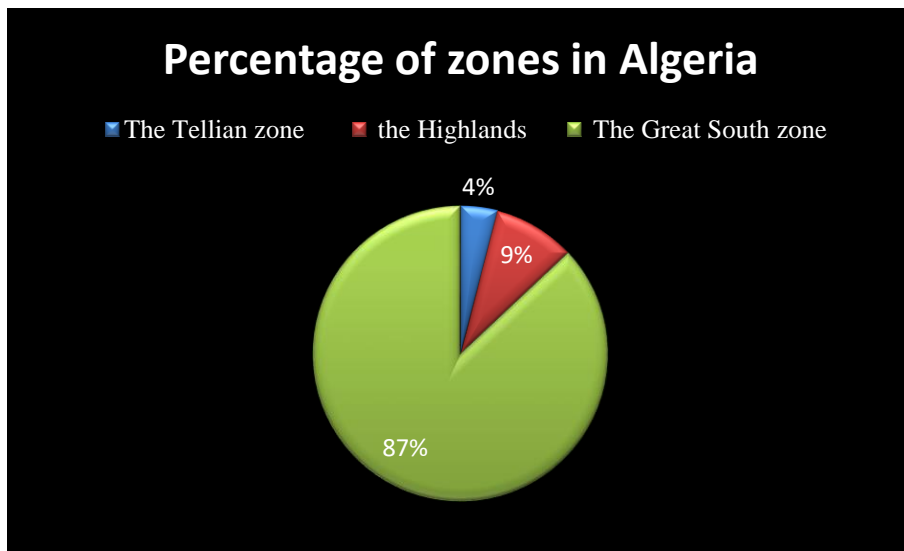 Percentage of zones in Algeria
The Tellian zone the Highlands The Great South zone
4%
9%
87%